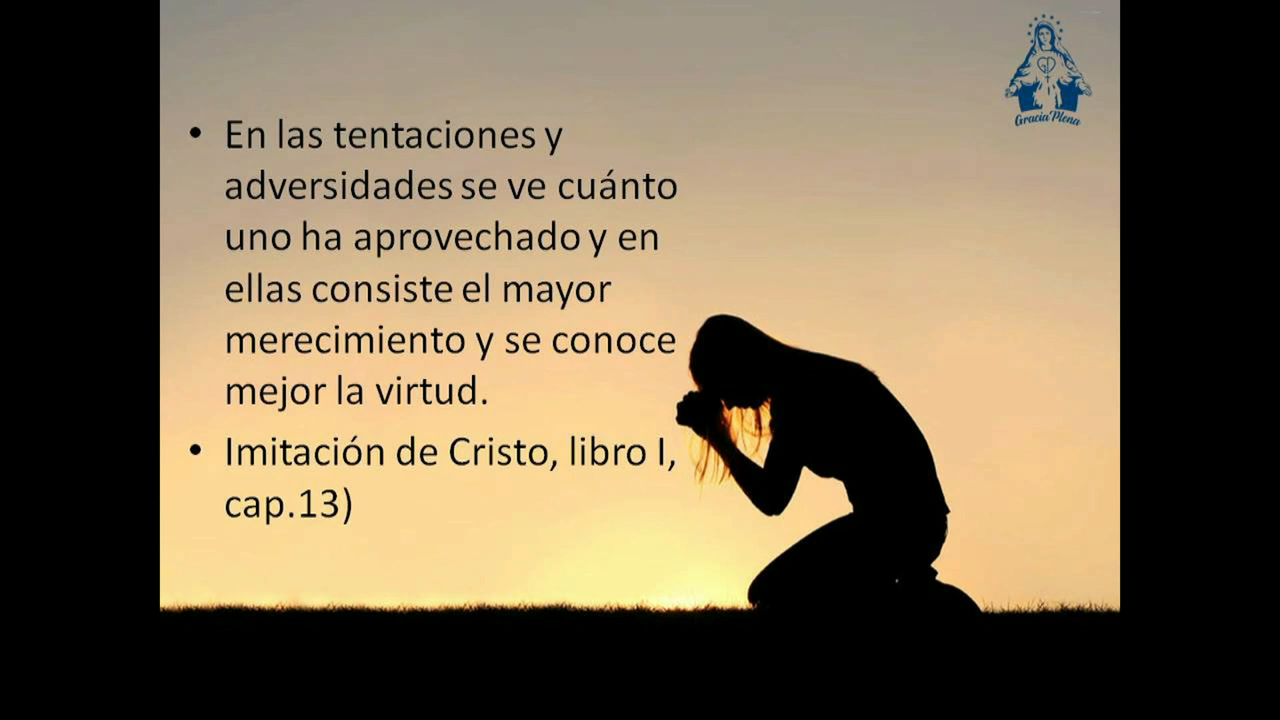 Gracia Plena
• En las tentaciones y
adversidades se ve cuánto
uno ha aprovechado y en
ellas consiste el mayor
merecimiento y se conoce
mejor la virtud.
• Imitación de Cristo, libro I,
cap.13)